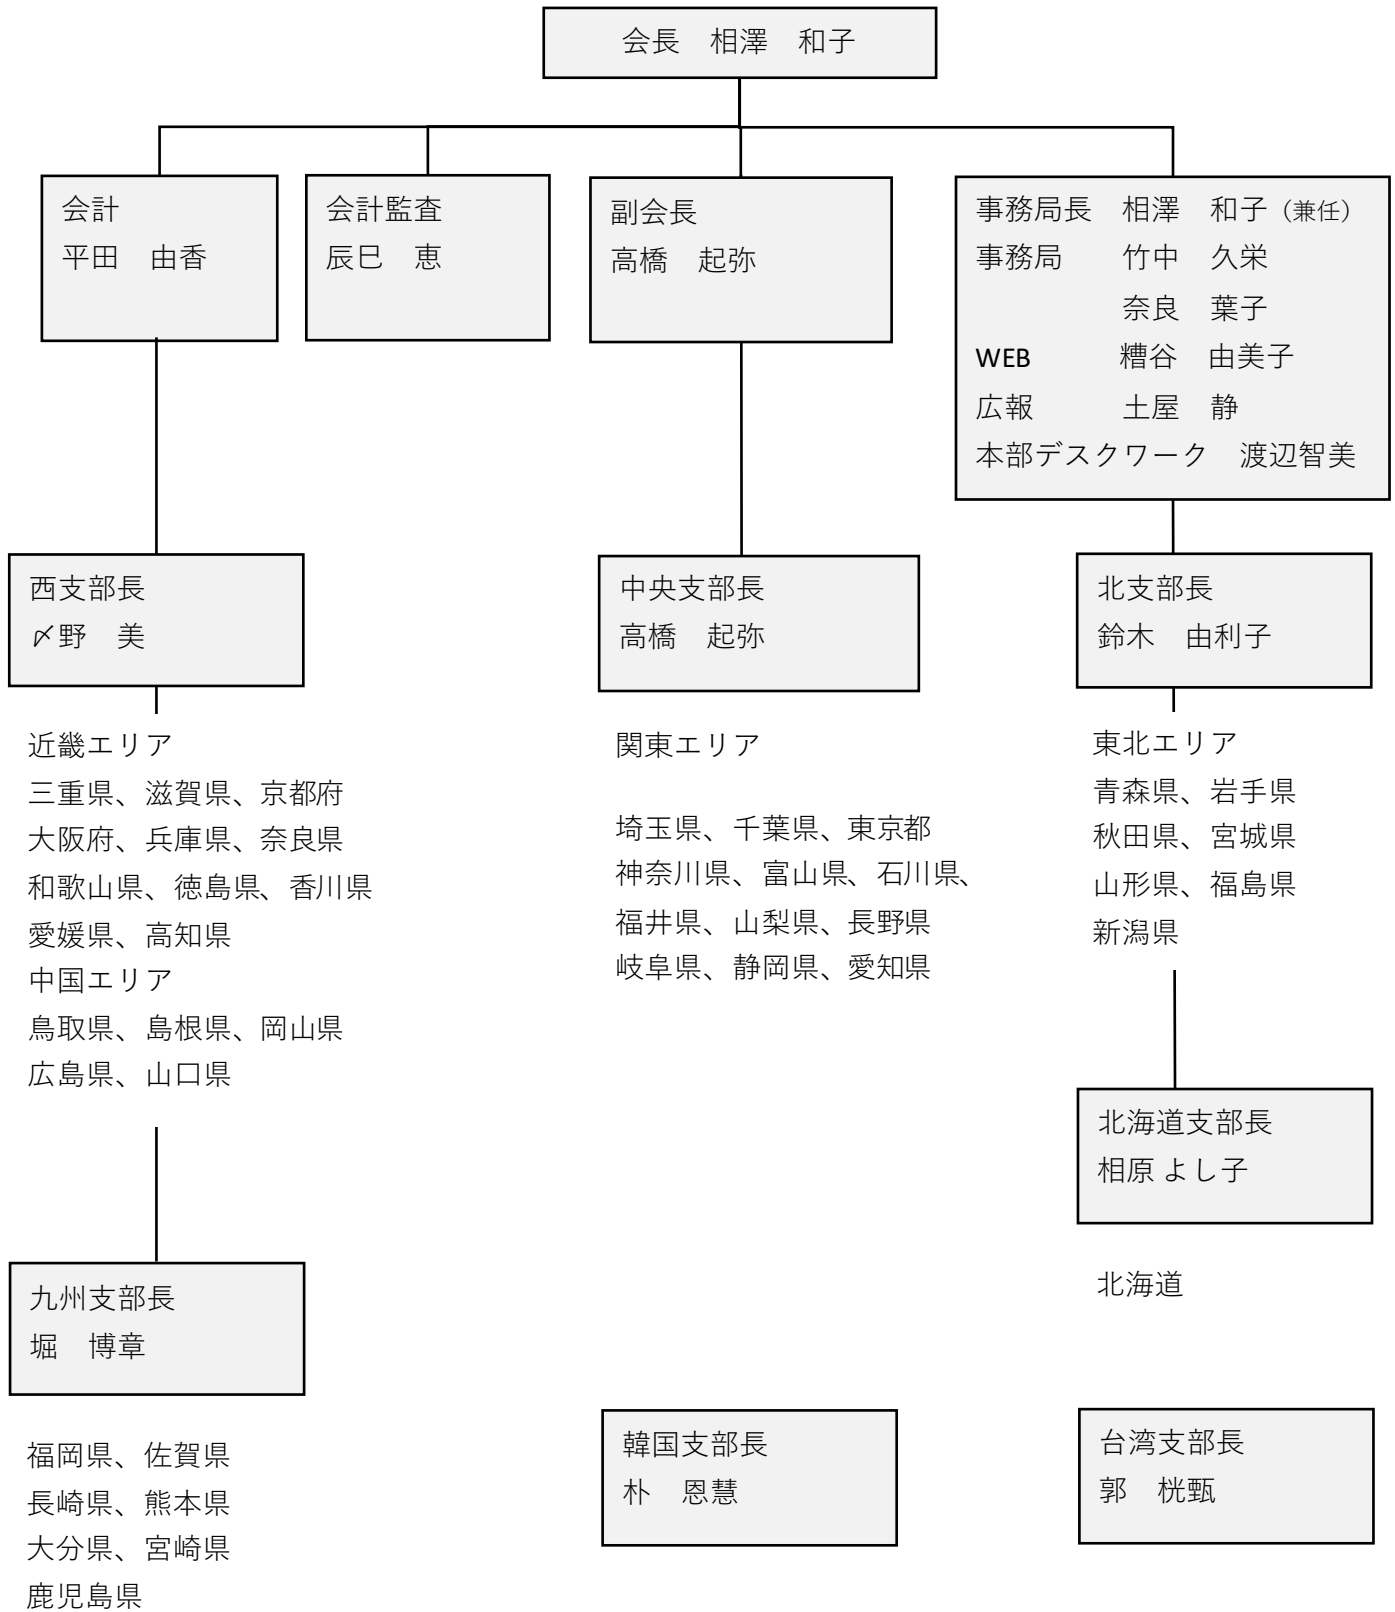 会長　相澤　和子
会計
平田　由香
会計監査
辰巳　恵
副会長
高橋　起弥
事務局長　相澤　和子（兼任）
事務局　　竹中　久栄
奈良　葉子
WEB　　　糟谷　由美子
広報　　　土屋　静
本部デスクワーク　渡辺智美
西支部長
〆野　美
中央支部長
高橋　起弥
北支部長
鈴木　由利子
近畿エリア
三重県、滋賀県、京都府
大阪府、兵庫県、奈良県
和歌山県、徳島県、香川県
愛媛県、高知県
中国エリア
鳥取県、島根県、岡山県
広島県、山口県
関東エリア
埼玉県、千葉県、東京都
神奈川県、富山県、石川県、
福井県、山梨県、長野県
岐阜県、静岡県、愛知県
東北エリア
青森県、岩手県
秋田県、宮城県
山形県、福島県
新潟県
北海道支部長
相原 よし子
北海道
九州支部長
堀　博章
福岡県、佐賀県
長崎県、熊本県
大分県、宮崎県
鹿児島県
韓国支部長
朴　恩慧
台湾支部長
郭　桄甄